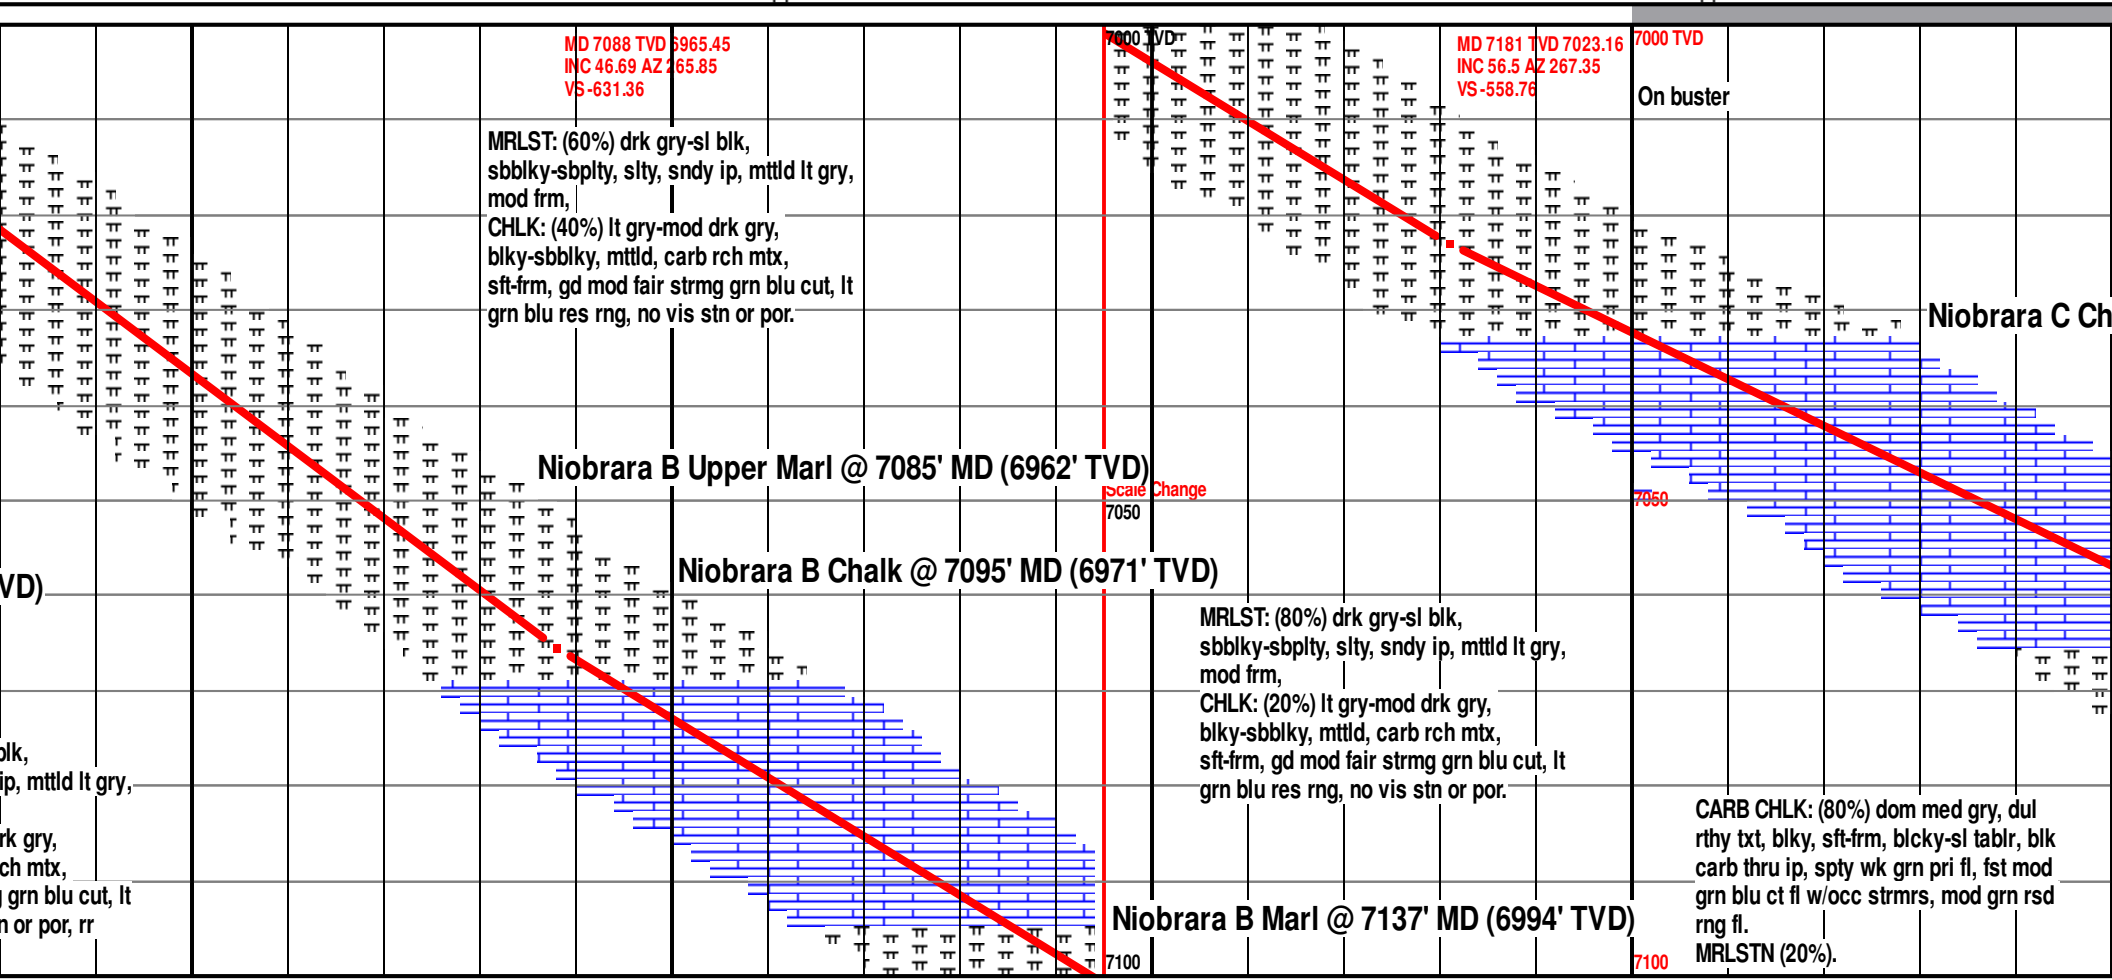 MD 7088 TVD 6965.45
INC 46.69 AZ 265.85
VS -631.36
7000 TVD
MD 7181 TVD 7023.16
INC 56.5 AZ 267.35
VS -558.76
7000 TVD
On buster
MRLST: (60%) drk gry-sl blk,
sbblky-sbplty, slty, sndy ip, mttld lt gry,
mod frm,
CHLK: (40%) lt gry-mod drk gry,
blky-sbblky, mttld, carb rch mtx,
sft-frm, gd mod fair strmg grn blu cut, lt
grn blu res rng, no vis stn or por.
Niobrara C Ch
Niobrara B Upper Marl @ 7085' MD (6962' TVD)
Scale Change
7050
7050
Niobrara B Chalk @ 7095' MD (6971' TVD)
VD)
MRLST: (80%) drk gry-sl blk,
sbblky-sbplty, slty, sndy ip, mttld lt gry,
mod frm,
CHLK: (20%) lt gry-mod drk gry,
blky-sbblky, mttld, carb rch mtx,
sft-frm, gd mod fair strmg grn blu cut, lt
grn blu res rng, no vis stn or por.
blk,
ip, mttld lt gry,
rk gry,
ch mtx,
grn blu cut, lt
n or por, rr
CARB CHLK: (80%) dom med gry, dul
rthy txt, blky, sft-frm, blcky-sl tablr, blk
carb thru ip, spty wk grn pri fl, fst mod
grn blu ct fl w/occ strmrs, mod grn rsd
rng fl.
MRLSTN (20%).
Niobrara B Marl @ 7137' MD (6994' TVD)
7100
7100